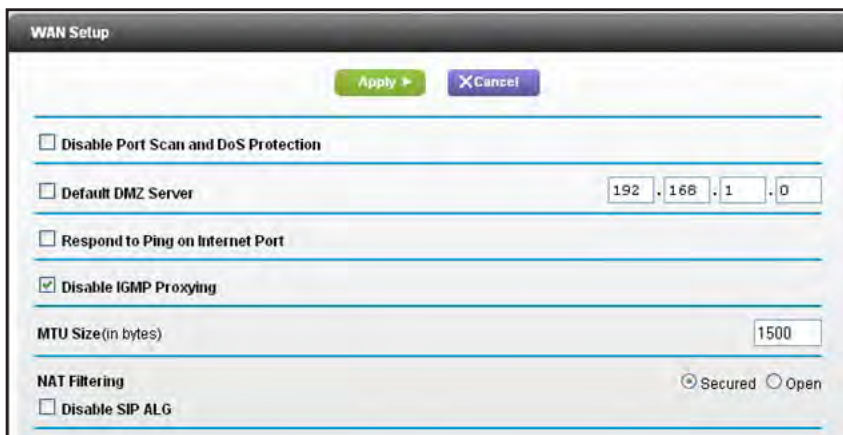 WAN Setup
Apply
Cancel
Disable Port Scan and DoS Protection
Default DMZ Server 192 . 168 . 1 . 0
Respond to Ping on Internet Port
Disable IGMP Proxying
MTU Size(in bytes) 1500
NAT Filtering Secured Open
Disable SIP ALG